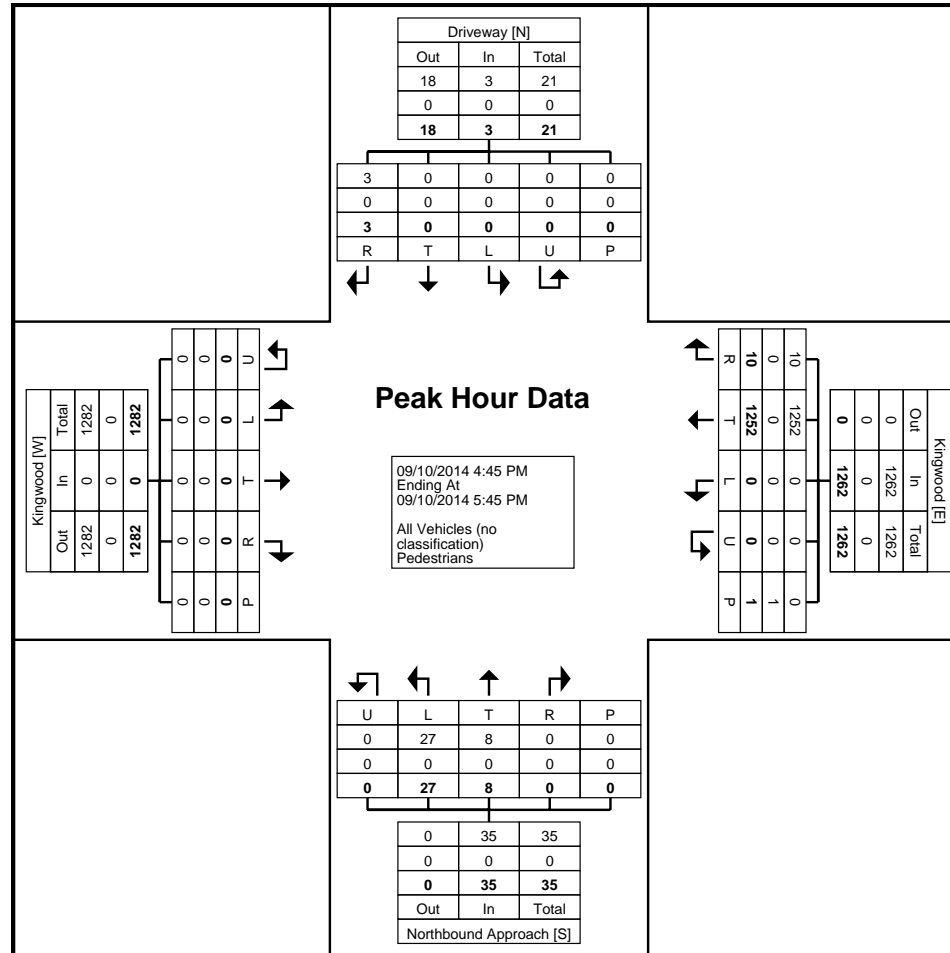 Driveway [N]
Out In Total
18 3 21
0 0 0
18 3 21
3 0 0 0 0
0 0 0 0 0
3 0 0 0 0
R T L U P
Kingwood [W]
Out In Total
1282 0 1282
0 0 0
1282 0 1282
0 0 0 0 0
0 0 0 0 0
0 0 0 0 0
P R T L U
Peak Hour Data
09/10/2014 4:45 PM
Ending At
09/10/2014 5:45 PM
All Vehicles (no
classification)
Pedestrians
Kingwood [E]
Out In Total
0 1262 1262
0 0 0
0 1262 1262
10 1252 0 0 0
0 0 0 0 1
10 1252 0 0 1
R T L U P
U L T R P
0 27 8 0 0
0 0 0 0 0
0 27 8 0 0
0 35 35
0 0 0
0 35 35
Out In Total
Northbound Approach [S]